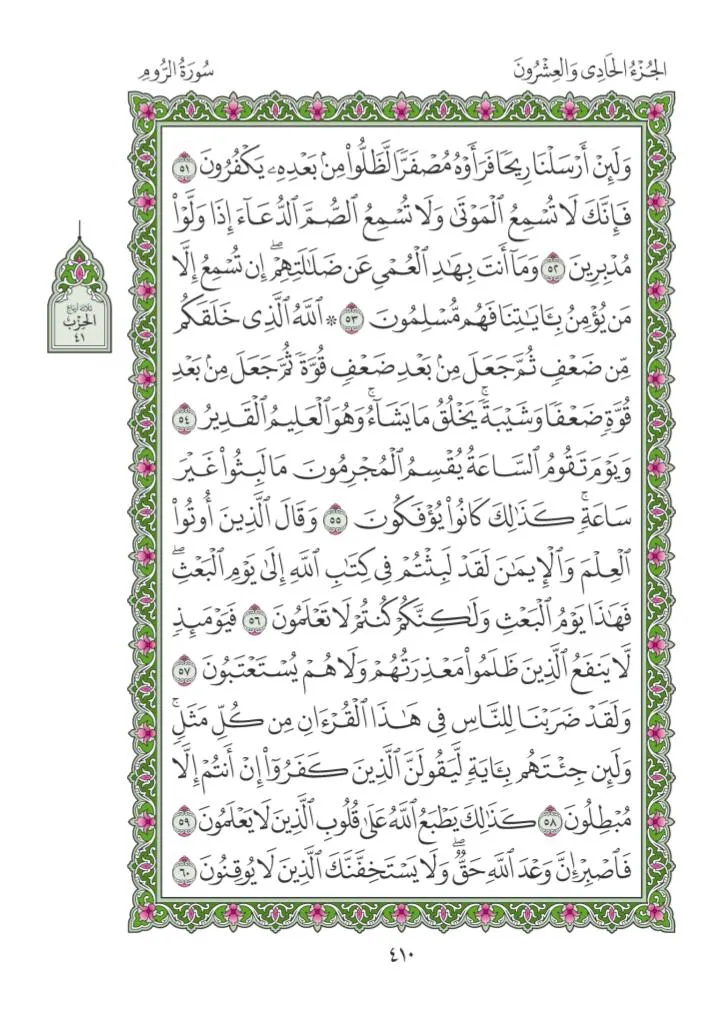 الجُزْءُ الحَادِى وَالعِشْرُونَ
سُورَةُ الرُّومِ
وَلَئِنْ أَرْسَلْنَا رِيحًا فَرَأَوْهُ مُصْفَرًّا لَّظَلُّوا۟ مِنۢ بَعْدِهِۦ يَكْفُرُونَ ٥١
فَإِنَّكَ لَا تُسْمِعُ ٱلْمَوْتَىٰ وَلَا تُسْمِعُ ٱلصُّمَّ ٱلدُّعَآءَ إِذَا وَلَّوْا۟
مُدْبِرِينَ ٥٢ وَمَآ أَنتَ بِهَٰدِ ٱلْعُمْىِ عَن ضَلَٰلَتِهِمْۖ إِن تُسْمِعُ إِلَّا
مَن يُؤْمِنُ بِـَٔايَٰتِنَا فَهُم مُّسْلِمُونَ ٥٣ ۞ ٱللَّهُ ٱلَّذِى خَلَقَكُم
مِّن ضَعْفٍ ثُمَّ جَعَلَ مِنۢ بَعْدِ ضَعْفٍ قُوَّةً ثُمَّ جَعَلَ مِنۢ بَعْدِ
قُوَّةٍ ضَعْفًا وَشَيْبَةًۚ يَخْلُقُ مَا يَشَآءُۚ وَهُوَ ٱلْعَلِيمُ ٱلْقَدِيرُ ٥٤
وَيَوْمَ تَقُومُ ٱلسَّاعَةُ يُقْسِمُ ٱلْمُجْرِمُونَ مَا لَبِثُوا۟ غَيْرَ
سَاعَةٍۚ كَذَٰلِكَ كَانُوا۟ يُؤْفَكُونَ ٥٥ وَقَالَ ٱلَّذِينَ أُوتُوا۟
ٱلْعِلْمَ وَٱلْإِيمَٰنَ لَقَدْ لَبِثْتُمْ فِى كِتَٰبِ ٱللَّهِ إِلَىٰ يَوْمِ ٱلْبَعْثِۖ
فَهَٰذَا يَوْمُ ٱلْبَعْثِ وَلَٰكِنَّكُمْ كُنتُمْ لَا تَعْلَمُونَ ٥٦ فَيَوْمَئِذٍ
لَّا يَنفَعُ ٱلَّذِينَ ظَلَمُوا۟ مَعْذِرَتُهُمْ وَلَا هُمْ يُسْتَعْتَبُونَ ٥٧
وَلَقَدْ ضَرَبْنَا لِلنَّاسِ فِى هَٰذَا ٱلْقُرْءَانِ مِن كُلِّ مَثَلٍۚ
وَلَئِن جِئْتَهُم بِـَٔايَةٍ لَّيَقُولَنَّ ٱلَّذِينَ كَفَرُوٓا۟ إِنْ أَنتُمْ إِلَّا
مُبْطِلُونَ ٥٨ كَذَٰلِكَ يَطْبَعُ ٱللَّهُ عَلَىٰ قُلُوبِ ٱلَّذِينَ لَا يَعْلَمُونَ ٥٩
فَٱصْبِرْ إِنَّ وَعْدَ ٱللَّهِ حَقٌّۖ وَلَا يَسْتَخِفَّنَّكَ ٱلَّذِينَ لَا يُوقِنُونَ ٦٠
ثلاثة أرباع
الحِزْب
٤١
٤١٠